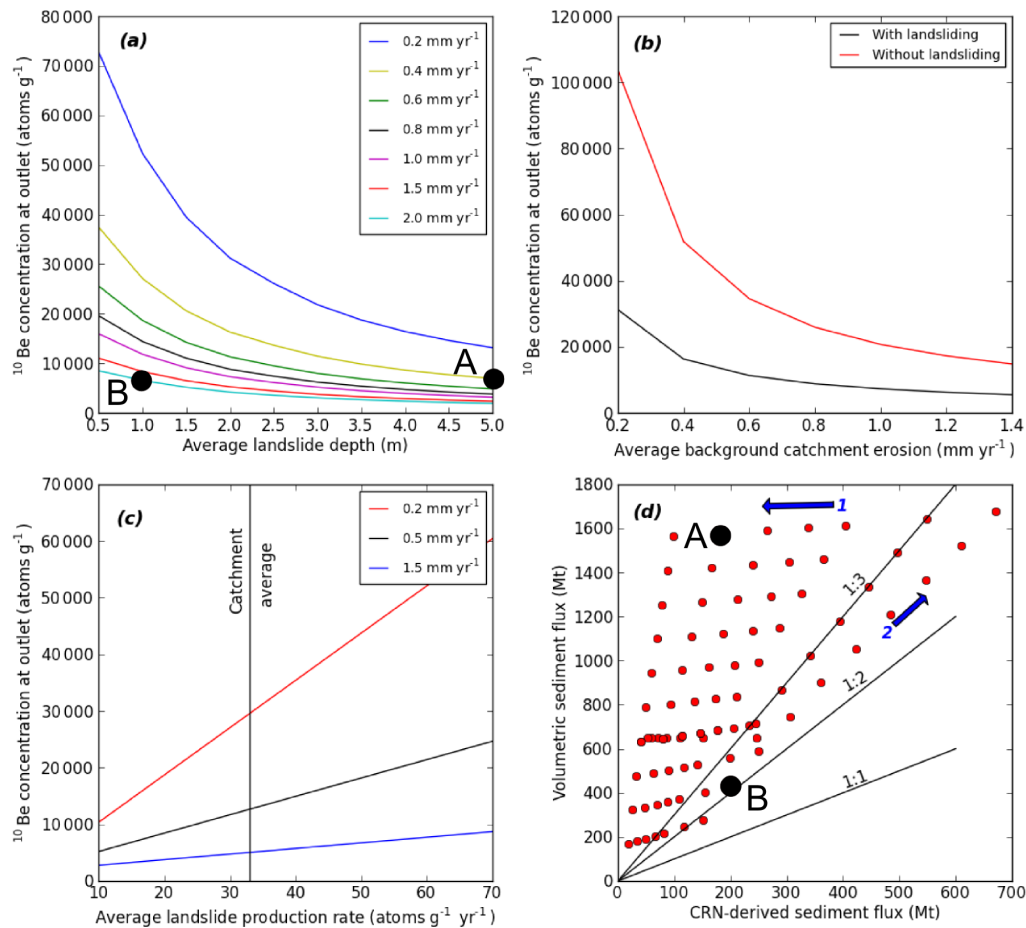 (a)
0.2 mm yr-1
0.4 mm yr-1
0.6 mm yr-1
0.8 mm yr-1
1.0 mm yr-1
1.5 mm yr-1
2.0 mm yr-1
80 000
70 000
60 000
50 000
40 000
30 000
20 000
10 000
0
10 Be concentration at outlet (atoms g-1)
A
B
0.5 1.0 1.5 2.0 2.5 3.0 3.5 4.0 4.5 5.0
Average landslide depth (m)
(b)
With landsliding
Without landsliding
120 000
100 000
80 000
60 000
40 000
20 000
0
10 Be concentration at outlet (atoms g-1)
0.2 0.4 0.6 0.8 1.0 1.2 1.4
Average background catchment erosion (mm yr-1)
(c)
0.2 mm yr-1
0.5 mm yr-1
1.5 mm yr-1
70 000
60 000
50 000
40 000
30 000
20 000
10 000
0
10 Be concentration at outlet (atoms g-1)
Catchment
average
10 20 30 40 50 60 70
Average landslide production rate (atoms g-1 yr-1)
(d)
1
A
1:3
2
1:2
1:1
B
1800
1600
1400
1200
1000
800
600
400
200
0
Volumetric sediment flux (Mt)
0 100 200 300 400 500 600 700
CRN-derived sediment flux (Mt)